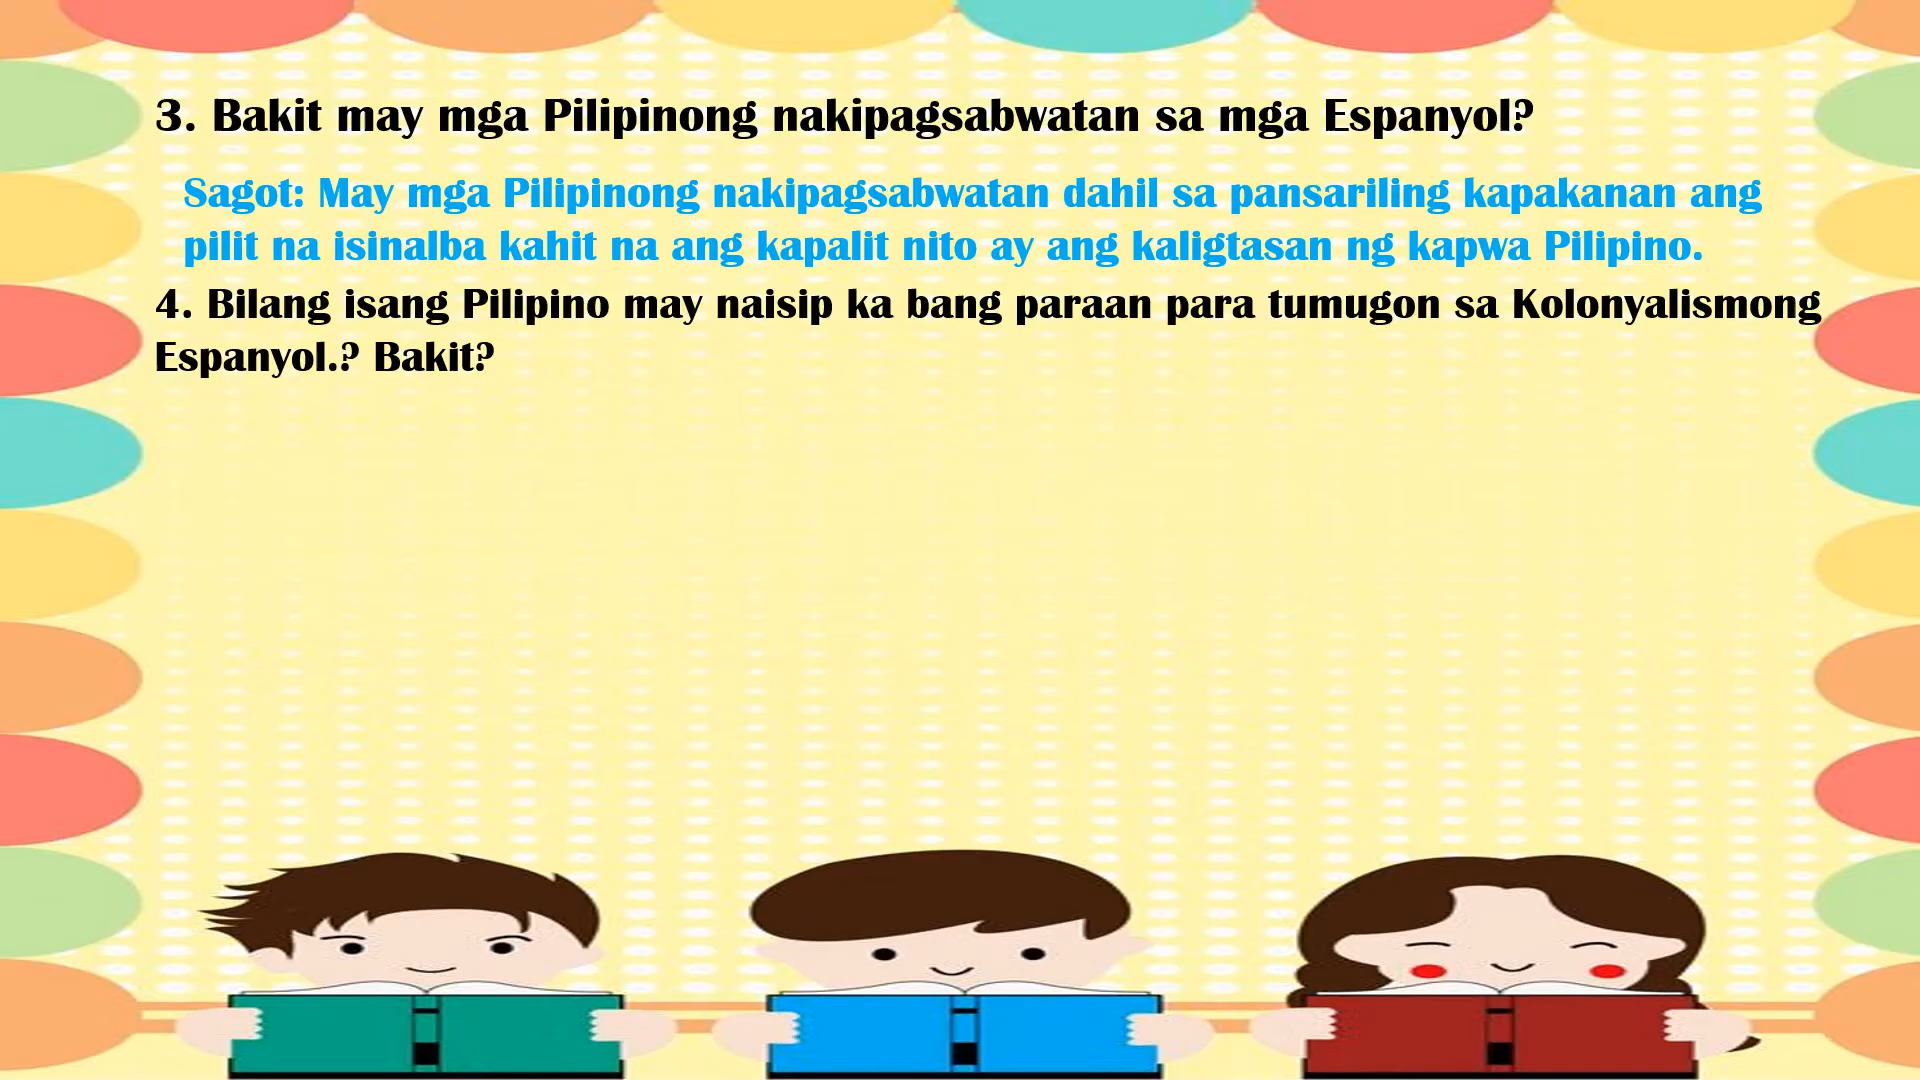 3. Bakit may mga Pilipinong nakipagsabwatan sa mga Espanyol?
Sagot: May mga Pilipinong nakipagsabwatan dahil sa pansariling kapakanan ang
pilit na isinalba kahit na ang kapalit nito ay ang kaligtasan ng kapwa Pilipino.
4. Bilang isang Pilipino may naisip ka bang paraan para tumugon sa Kolonyalismong
Espanyol.? Bakit?